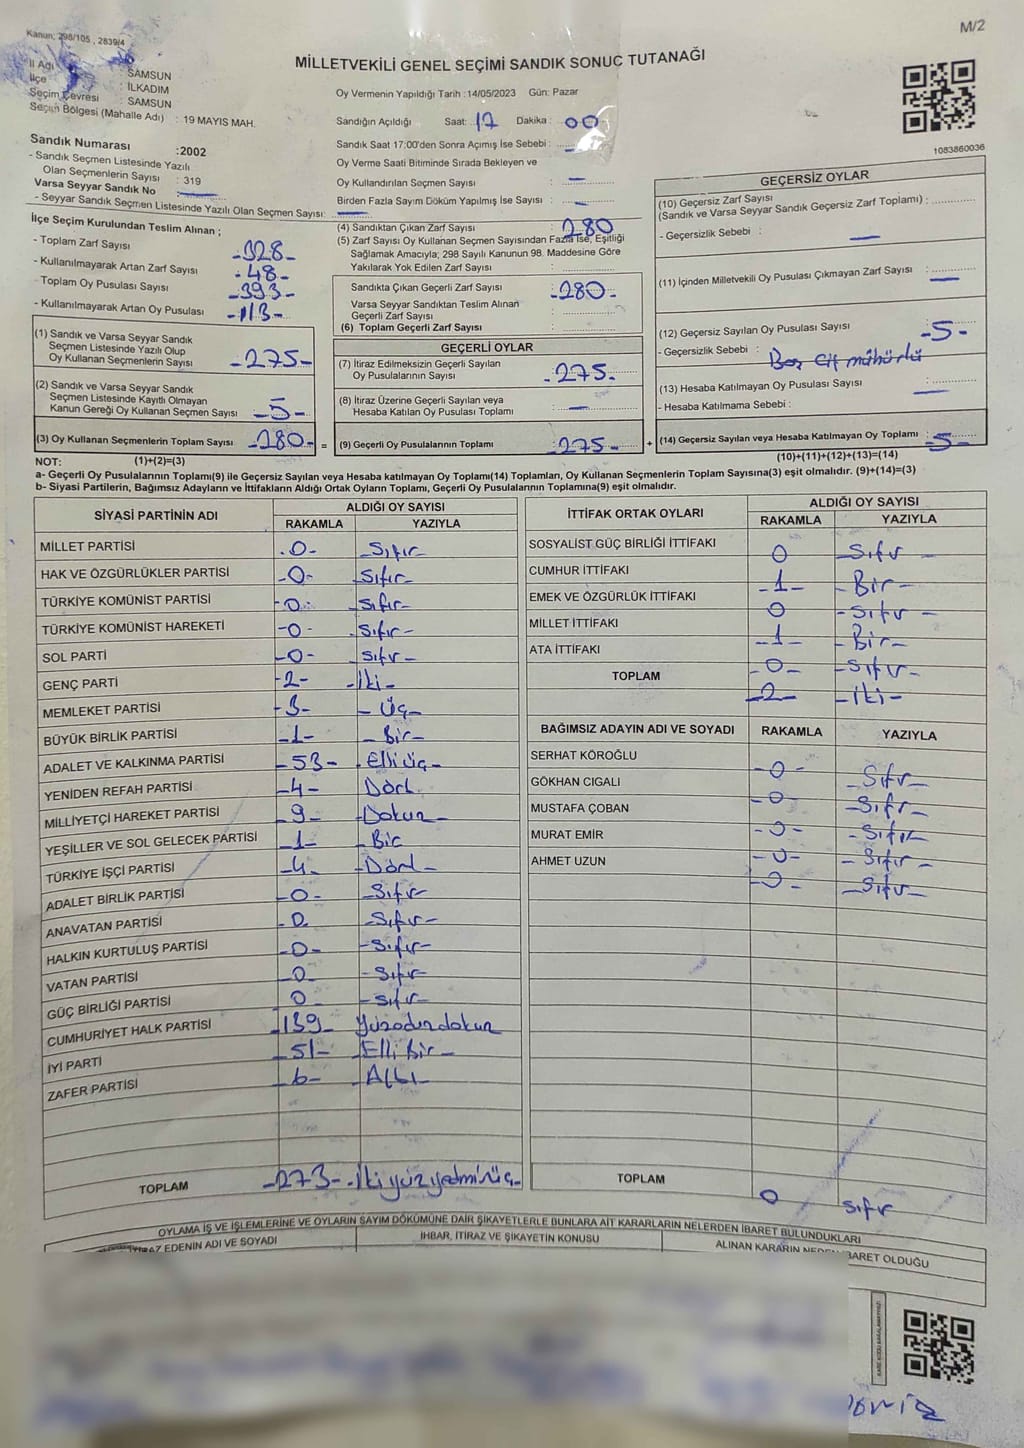 M/2
Kanun; 298/105 , 2839/4
MİLLETVEKİLİ GENEL SEÇİMİ SANDIK SONUÇ TUTANAĞI
İl Adı : SAMSUN
İlçe : İLKADIM
Seçim Çevresi : SAMSUN
Seçim Bölgesi (Mahalle Adı) : 19 MAYIS MAH.
Oy Vermenin Yapıldığı Tarih : 14/05/2023 Gün: Pazar
Sandığın Açıldığı Saat: 17 Dakika : 00
Sandık Saat 17:00'den Sonra Açımış İse Sebebi :
Oy Verme Saati Bitiminde Sırada Bekleyen ve
Oy Kullandırılan Seçmen Sayısı : —
Birden Fazla Sayım Döküm Yapılmış İse Sayısı : —
1083860036
Sandık Numarası :2002
- Sandık Seçmen Listesinde Yazılı
Olan Seçmenlerin Sayısı : 319
Varsa Seyyar Sandık No : —
- Seyyar Sandık Seçmen Listesinde Yazılı Olan Seçmen Sayısı: —
İlçe Seçim Kurulundan Teslim Alınan ;
- Toplam Zarf Sayısı -328-
- Kullanılmayarak Artan Zarf Sayısı -48-
- Toplam Oy Pusulası Sayısı -393-
- Kullanılmayarak Artan Oy Pusulası -113-
(1) Sandık ve Varsa Seyyar Sandık
Seçmen Listesinde Yazılı Olup
Oy Kullanan Seçmenlerin Sayısı -275-
(2) Sandık ve Varsa Seyyar Sandık
Seçmen Listesinde Kayıtlı Olmayan
Kanun Gereği Oy Kullanan Seçmen Sayısı -5-
(3) Oy Kullanan Seçmenlerin Toplam Sayısı -280- =
(4) Sandıktan Çıkan Zarf Sayısı : 280
(5) Zarf Sayısı Oy Kullanan Seçmen Sayısından Fazla İse, Eşitliği
Sağlamak Amacıyla; 298 Sayılı Kanunun 98. Maddesine Göre
Yakılarak Yok Edilen Zarf Sayısı :
Sandıkta Çıkan Geçerli Zarf Sayısı :-280-
Varsa Seyyar Sandıktan Teslim Alınan
Geçerli Zarf Sayısı :
(6) Toplam Geçerli Zarf Sayısı :
GEÇERLİ OYLAR
(7) İtiraz Edilmeksizin Geçerli Sayılan
Oy Pusulalarının Sayısı -275-
(8) İtiraz Üzerine Geçerli Sayılan veya
Hesaba Katılan Oy Pusulası Toplamı : —
(9) Geçerli Oy Pusulalarının Toplamı :275- +
GEÇERSİZ OYLAR
(10) Geçersiz Zarf Sayısı
(Sandık ve Varsa Seyyar Sandık Geçersiz Zarf Toplamı) :
- Geçersizlik Sebebi : —
(11) İçinden Milletvekili Oy Pusulası Çıkmayan Zarf Sayısı : —
(12) Geçersiz Sayılan Oy Pusulası Sayısı -5-
- Geçersizlik Sebebi : Boş Çift mühürlü
(13) Hesaba Katılmayan Oy Pusulası Sayısı : —
- Hesaba Katılmama Sebebi :
(14) Geçersiz Sayılan veya Hesaba Katılmayan Oy Toplamı :-5-
NOT: (1)+(2)=(3)
(10)+(11)+(12)+(13)=(14)
a- Geçerli Oy Pusulalarının Toplamı(9) ile Geçersiz Sayılan veya Hesaba katılmayan Oy Toplamı(14) Toplamları, Oy Kullanan Seçmenlerin Toplam Sayısına(3) eşit olmalıdır. (9)+(14)=(3)
b- Siyasi Partilerin, Bağımsız Adayların ve İttifakların Aldığı Ortak Oyların Toplamı, Geçerli Oy Pusulalarının Toplamına(9) eşit olmalıdır.
SİYASİ PARTİNİN ADI ALDIĞI OY SAYISI
RAKAMLA YAZIYLA
MİLLET PARTİSİ -0- Sıfır
HAK VE ÖZGÜRLÜKLER PARTİSİ -0- Sıfır-
TÜRKİYE KOMÜNİST PARTİSİ -0- -Sıfır-
TÜRKİYE KOMÜNİST HAREKETİ -0- -Sıfır-
SOL PARTİ -0- Sıfır-
GENÇ PARTİ -2- -İki-
MEMLEKET PARTİSİ -3- -Üç-
BÜYÜK BİRLİK PARTİSİ -1- -Bir-
ADALET VE KALKINMA PARTİSİ -53- -Elliüç-
YENİDEN REFAH PARTİSİ -4- Dört
MİLLİYETÇİ HAREKET PARTİSİ -9- -Dokuz-
YEŞİLLER VE SOL GELECEK PARTİSİ -1- -Bir
TÜRKİYE İŞÇİ PARTİSİ -4- -Dört-
ADALET BİRLİK PARTİSİ -0- -Sıfır-
ANAVATAN PARTİSİ -0 -Sıfır-
HALKIN KURTULUŞ PARTİSİ -0- -Sıfır-
VATAN PARTİSİ -0- -Sıfır
GÜÇ BİRLİĞİ PARTİSİ 0- -Sıfır-
CUMHURİYET HALK PARTİSİ -139- Yüzotuzdokuz
İYİ PARTİ -51- -Elli Bir-
ZAFER PARTİSİ -6- -Altı-
TOPLAM -273- -İkiyüzyetmişüç-
İTTİFAK ORTAK OYLARI ALDIĞI OY SAYISI
RAKAMLA YAZIYLA
SOSYALİST GÜÇ BİRLİĞİ İTTİFAKI 0 -Sıfır-
CUMHUR İTTİFAKI -1- -Bir-
EMEK VE ÖZGÜRLÜK İTTİFAKI 0 -Sıfır-
MİLLET İTTİFAKI -1- -Bir-
ATA İTTİFAKI -0- -Sıfır-
TOPLAM -2- -İki-
BAĞIMSIZ ADAYIN ADI VE SOYADI RAKAMLA YAZIYLA
SERHAT KÖROĞLU -0- -Sıfır-
GÖKHAN CIGALI -0- -Sıfır-
MUSTAFA ÇOBAN -0- -Sıfır
MURAT EMİR -0- -Sıfır-
AHMET UZUN -0- -Sıfır-
TOPLAM 0 Sıfır
OYLAMA İŞ VE İŞLEMLERİNE VE OYLARIN SAYIM DÖKÜMÜNE DAİR ŞİKAYETLERLE BUNLARA AİT KARARLARIN NELERDEN İBARET BULUNDUKLARI
EDENİN ADI VE SOYADI İHBAR, İTİRAZ VE ŞİKAYETİN KONUSU ALINAN KARARIN İBARET OLDUĞU